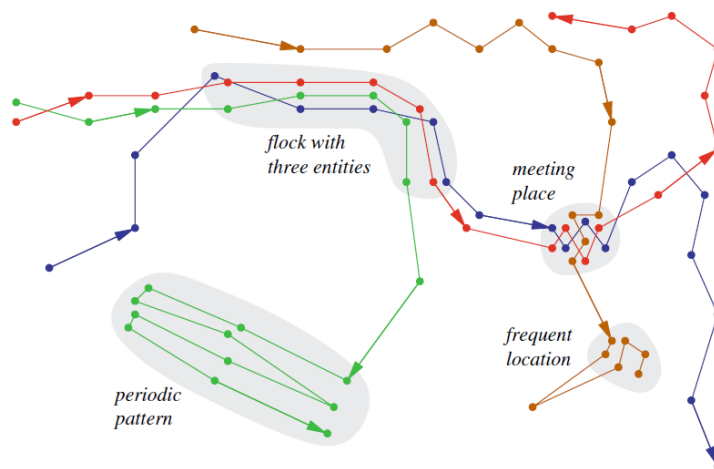 flock with
three entities
meeting
place
frequent
location
periodic
pattern